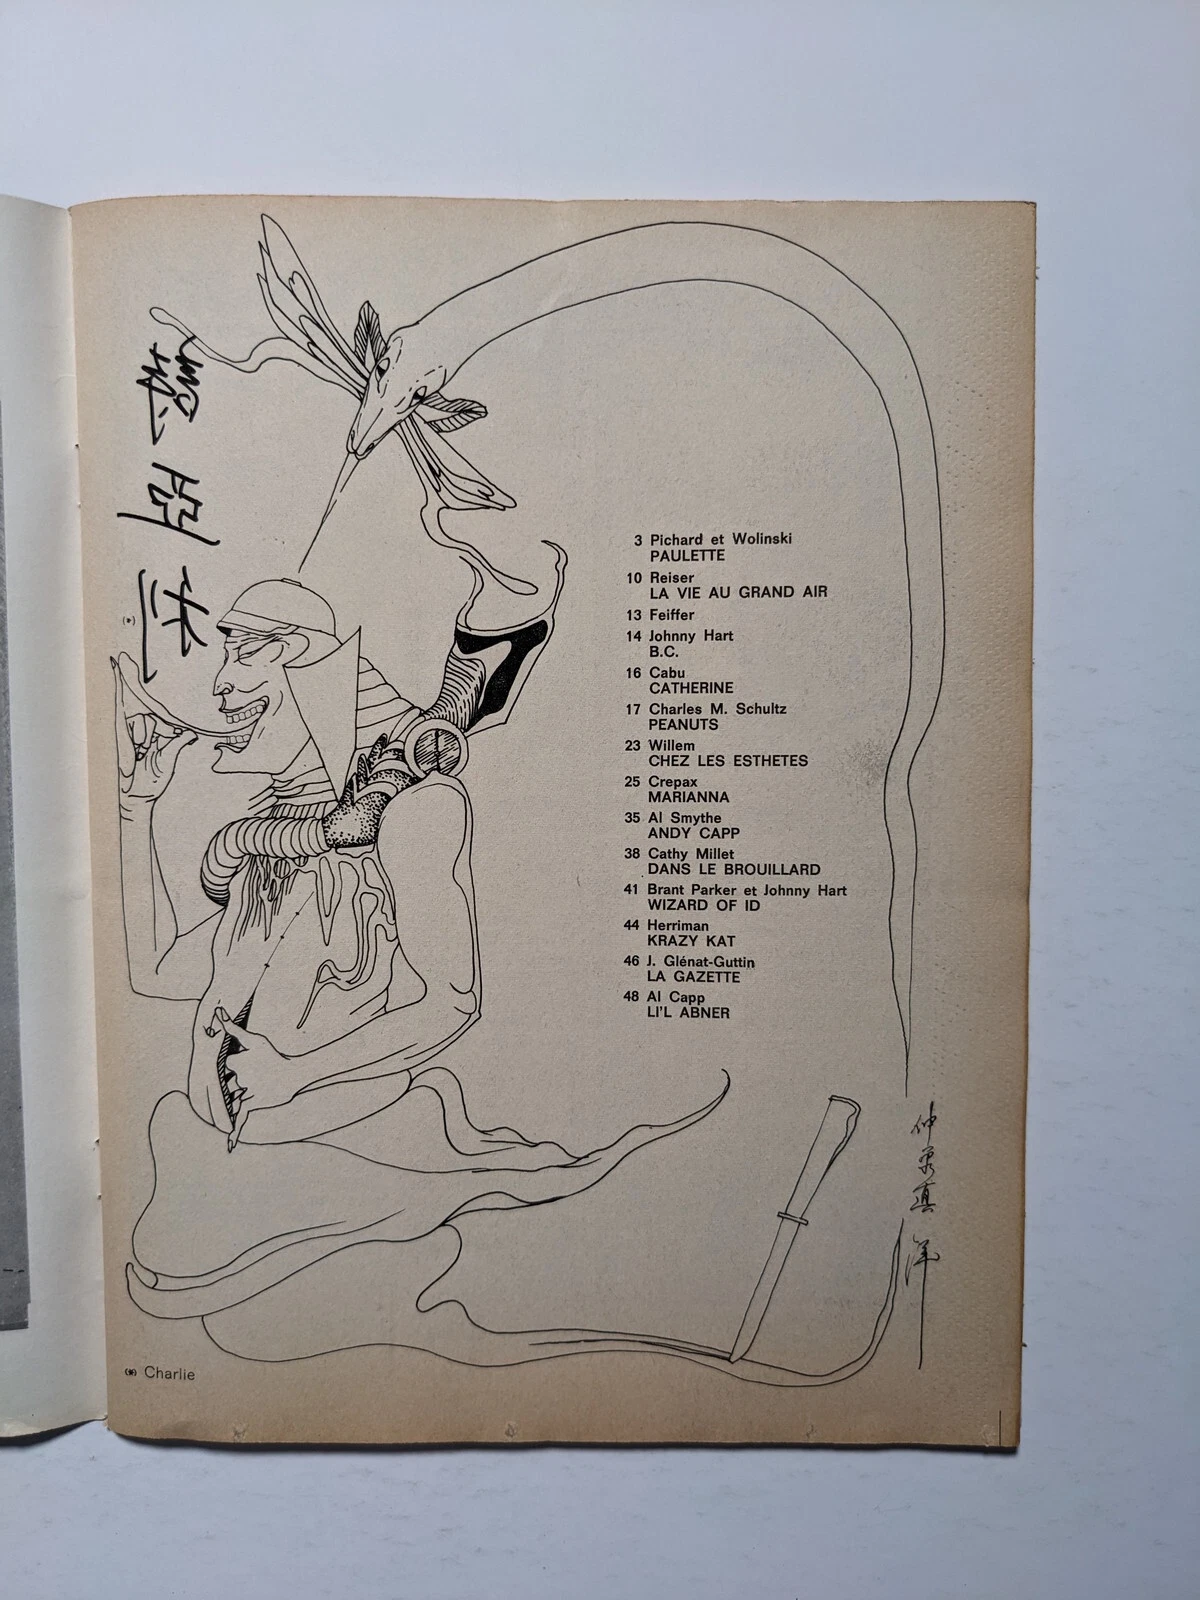 (*)
3 Pichard et Wolinski
PAULETTE
10 Reiser
LA VIE AU GRAND AIR
13 Feiffer
14 Johnny Hart
B.C.
16 Cabu
CATHERINE
17 Charles M. Schultz
PEANUTS
23 Willem
CHEZ LES ESTHETES
25 Crepax
MARIANNA
35 Al Smythe
ANDY CAPP
38 Cathy Millet
DANS LE BROUILLARD
41 Brant Parker et Johnny Hart
WIZARD OF ID
44 Herriman
KRAZY KAT
46 J. Glénat-Guttin
LA GAZETTE
48 Al Capp
LI'L ABNER
仲 真 洋
(*) Charlie